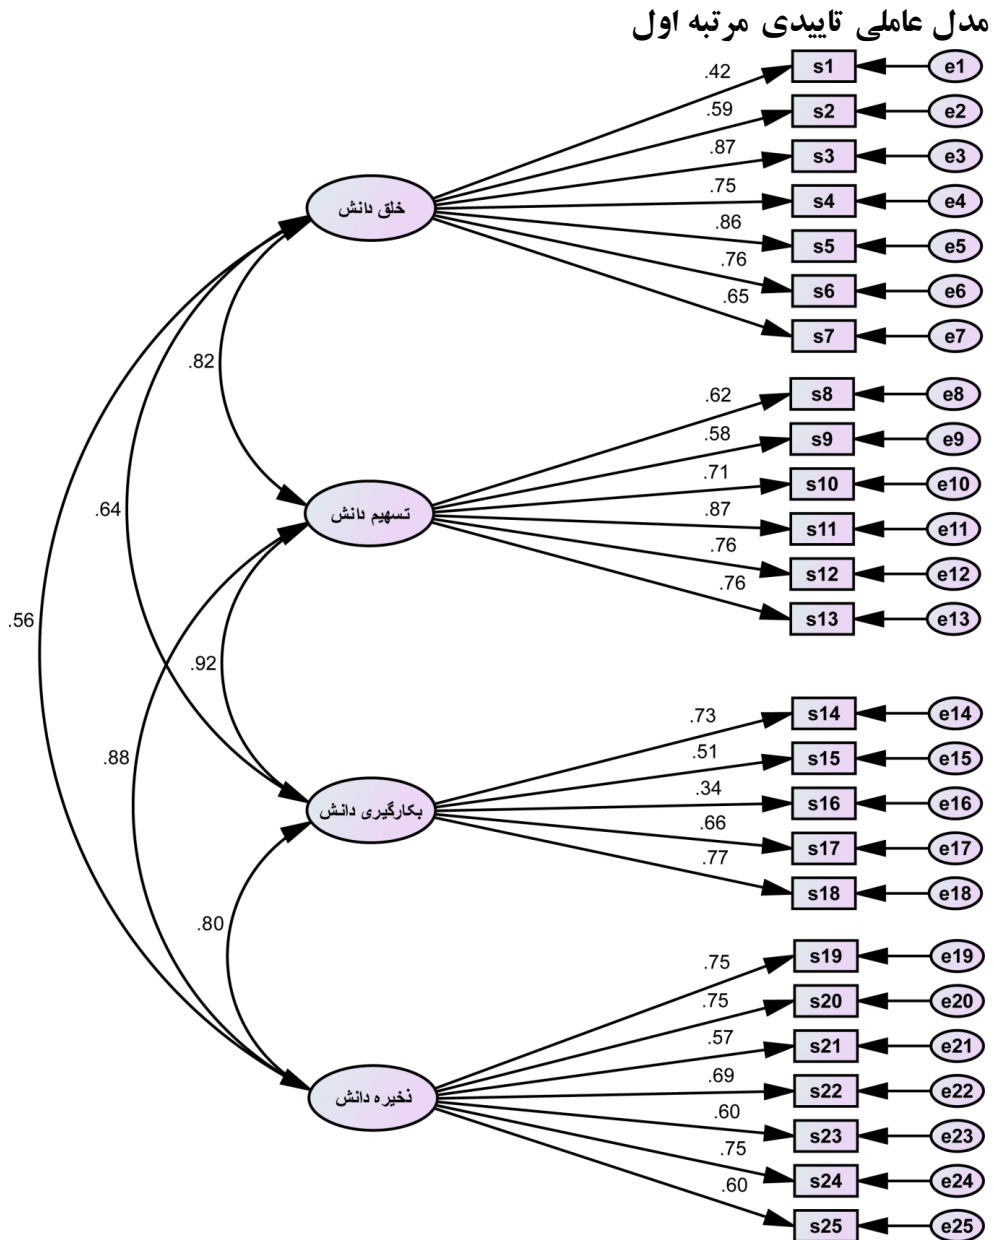 مدل عاملی تاییدی مرتبه اول
.42 s1 e1
.59 s2 e2
.87 s3 e3
.75 s4 e4
خلق دانش
.86 s5 e5
.76 s6 e6
.65 s7 e7
.82
.62 s8 e8
.58 s9 e9
.71 s10 e10
.64
تسهیم دانش
.87 s11 e11
.76 s12 e12
.76 s13 e13
.56
.92
.73 s14 e14
.88
.51 s15 e15
.34 s16 e16
بکارگیری دانش
.66 s17 e17
.77 s18 e18
.80
.75 s19 e19
.75 s20 e20
.57 s21 e21
.69 s22 e22
ذخیره دانش
.60 s23 e23
.75 s24 e24
.60 s25 e25